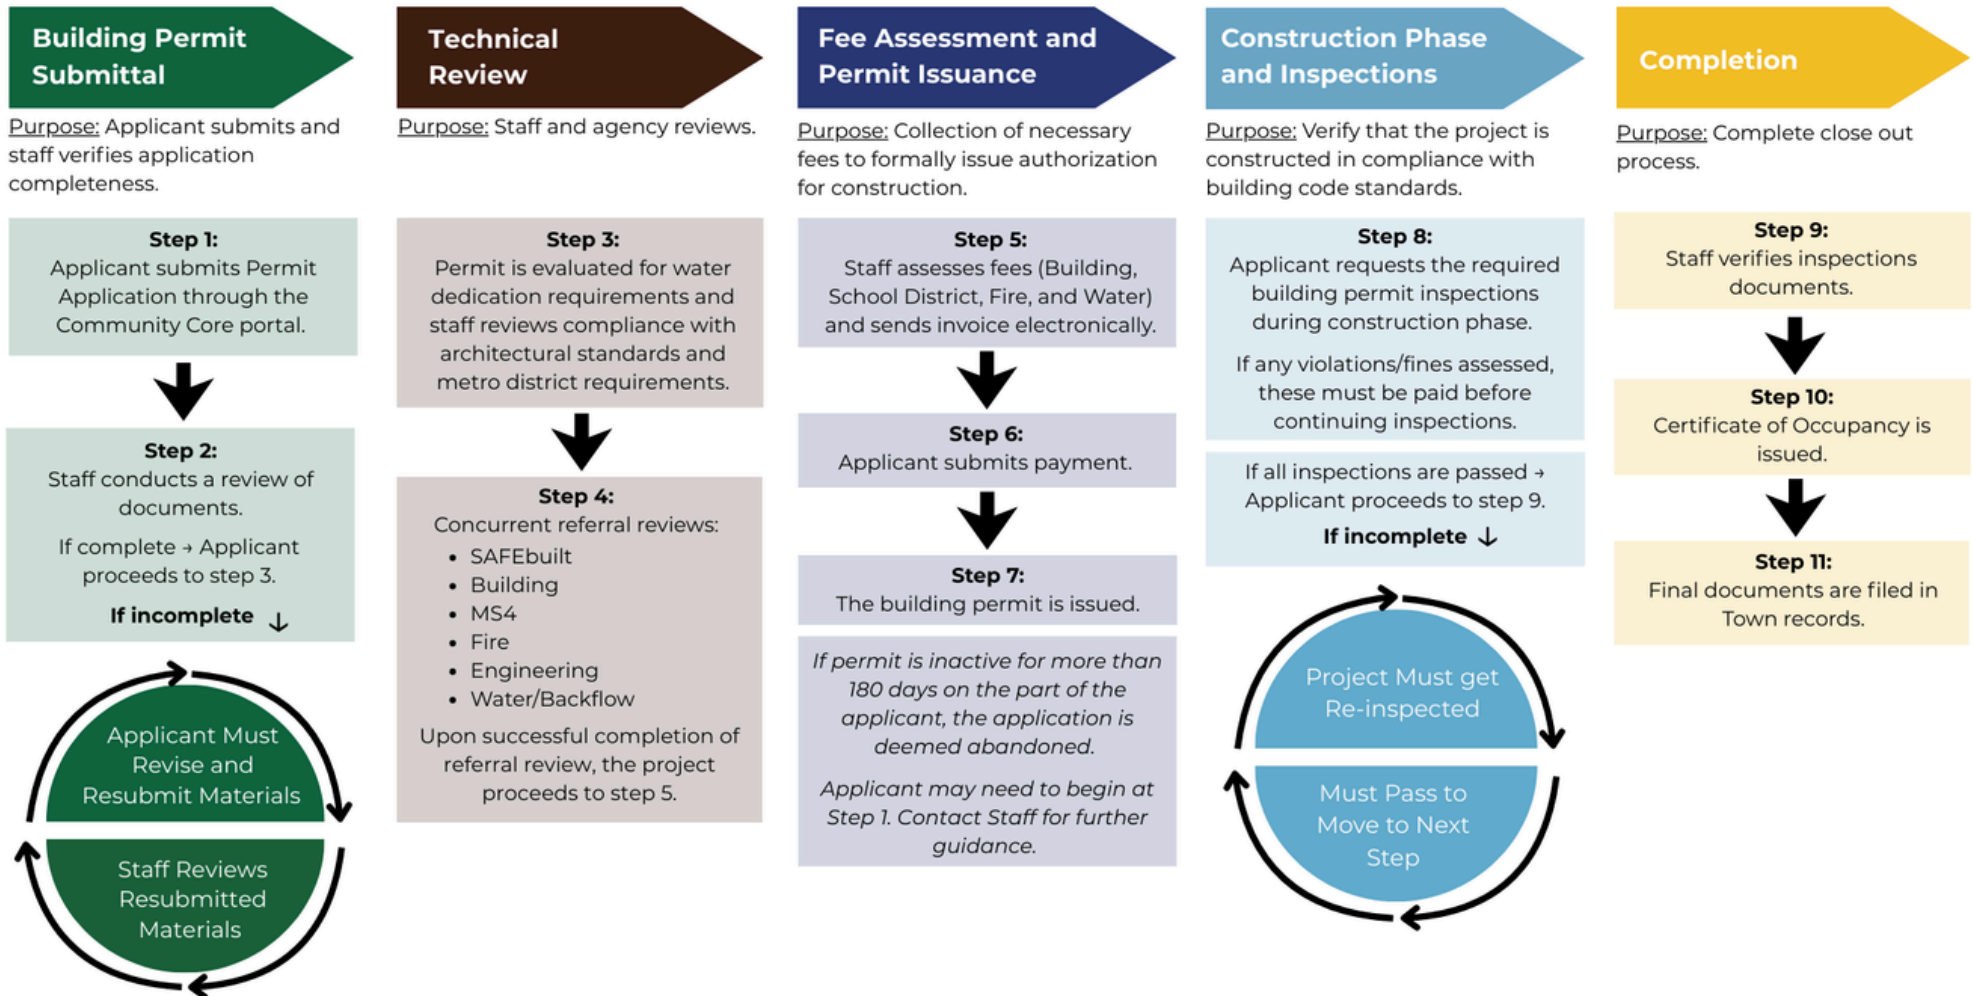 Building Permit
Submittal
Purpose: Applicant submits and
staff verifies application
completeness.
Step 1:
Applicant submits Permit
Application through the
Community Core portal.
Step 2:
Staff conducts a review of
documents.
If complete → Applicant
proceeds to step 3.
If incomplete ↓
Applicant Must
Revise and
Resubmit Materials
Staff Reviews
Resubmitted
Materials
Technical
Review
Purpose: Staff and agency reviews.
Step 3:
Permit is evaluated for water
dedication requirements and
staff reviews compliance with
architectural standards and
metro district requirements.
Step 4:
Concurrent referral reviews:
• SAFEbuilt
• Building
• MS4
• Fire
• Engineering
• Water/Backflow
Upon successful completion of
referral review, the project
proceeds to step 5.
Fee Assessment and
Permit Issuance
Purpose: Collection of necessary
fees to formally issue authorization
for construction.
Step 5:
Staff assesses fees (Building,
School District, Fire, and Water)
and sends invoice electronically.
Step 6:
Applicant submits payment.
Step 7:
The building permit is issued.
If permit is inactive for more than
180 days on the part of the
applicant, the application is
deemed abandoned.
Applicant may need to begin at
Step 1. Contact Staff for further
guidance.
Construction Phase
and Inspections
Purpose: Verify that the project is
constructed in compliance with
building code standards.
Step 8:
Applicant requests the required
building permit inspections
during construction phase.
If any violations/fines assessed,
these must be paid before
continuing inspections.
If all inspections are passed →
Applicant proceeds to step 9.
If incomplete ↓
Project Must get
Re-inspected
Must Pass to
Move to Next
Step
Completion
Purpose: Complete close out
process.
Step 9:
Staff verifies inspections
documents.
Step 10:
Certificate of Occupancy is
issued.
Step 11:
Final documents are filed in
Town records.